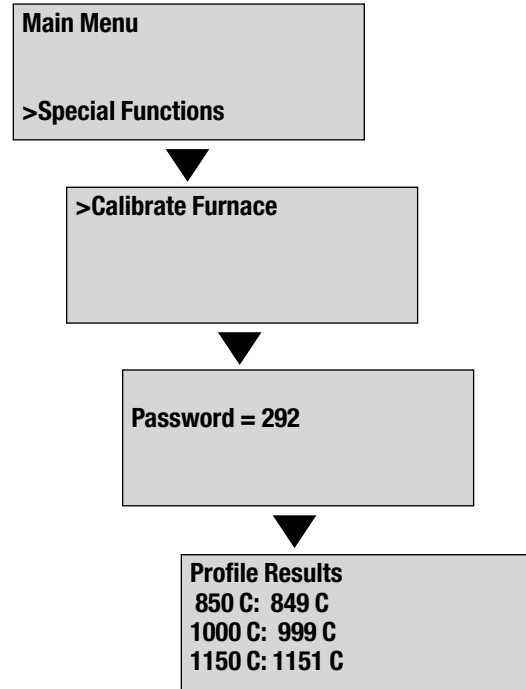 Main Menu
>Special Functions
>Calibrate Furnace
Password = 292
Profile Results
850 C: 849 C
1000 C: 999 C
1150 C: 1151 C